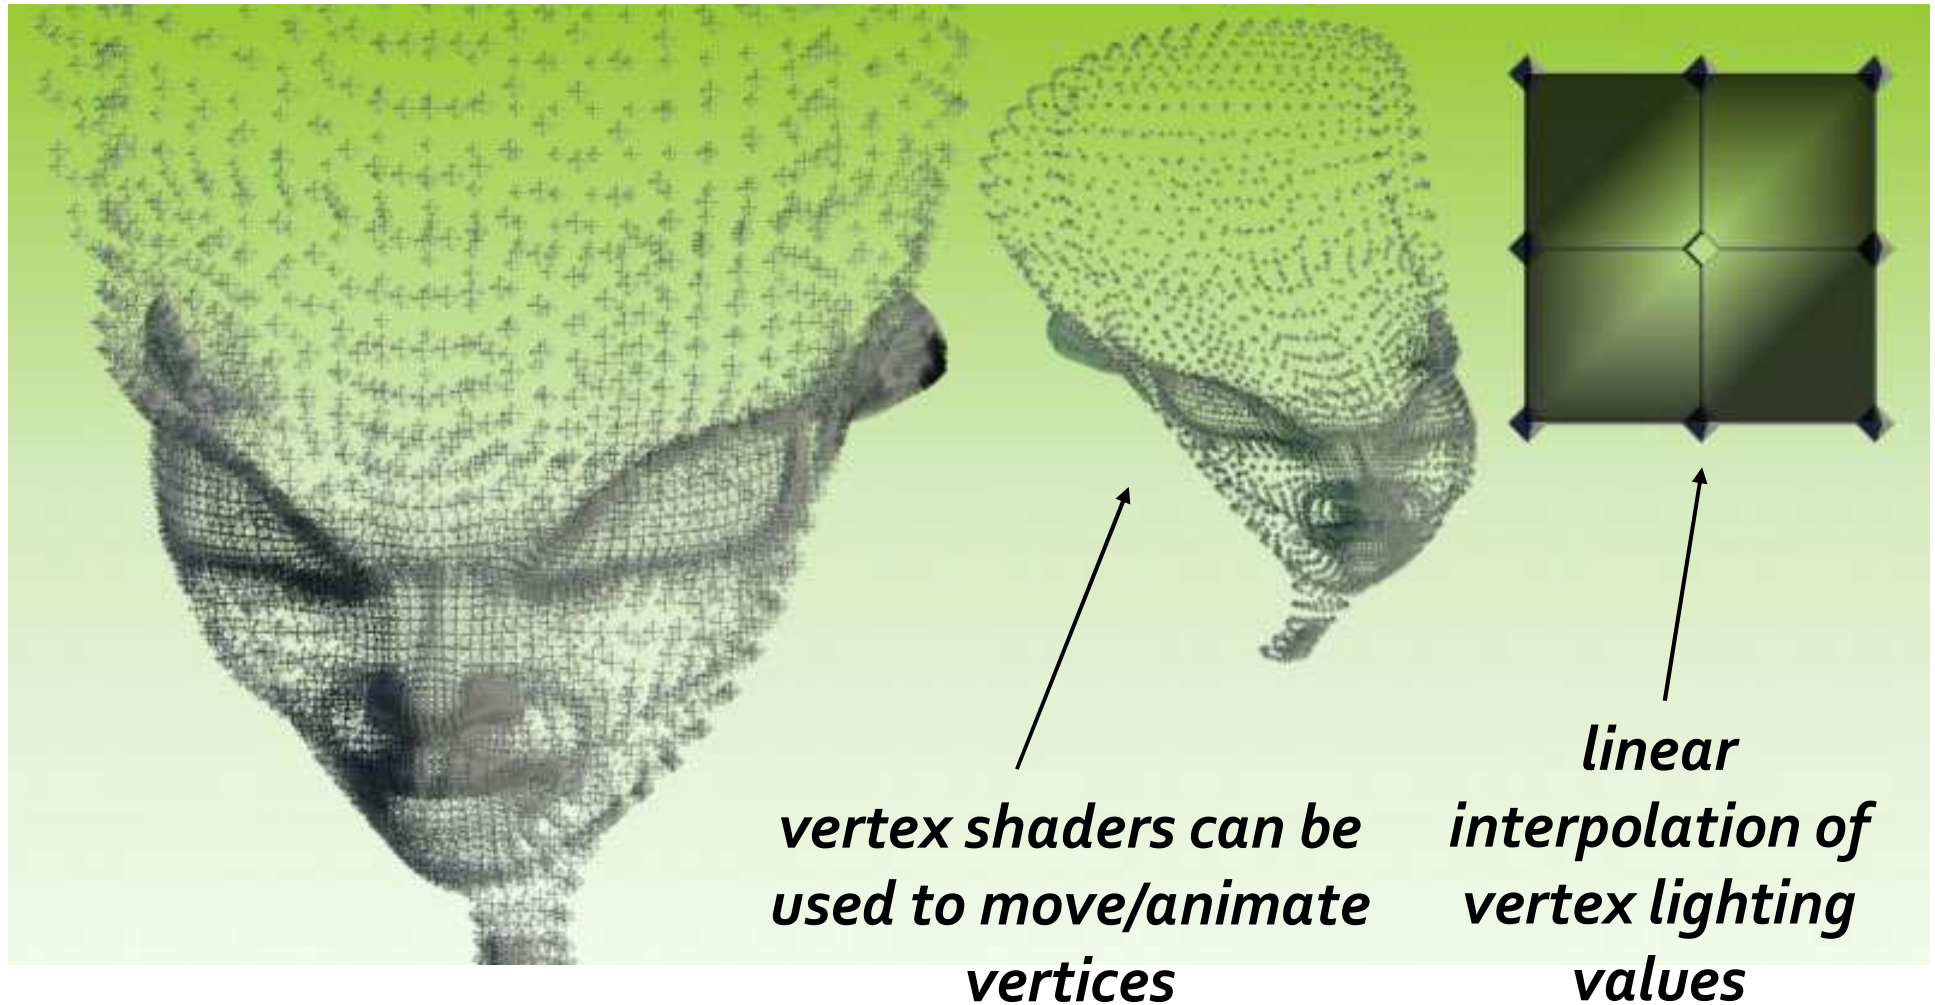 vertex shaders can be
used to move/animate
vertices
linear
interpolation of
vertex lighting
values